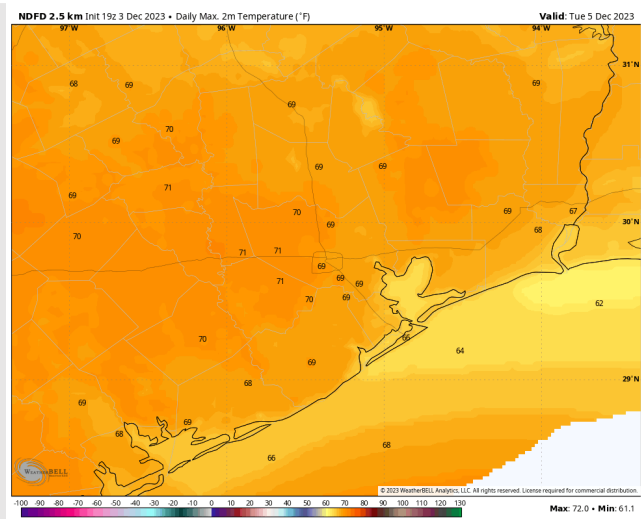 NDFD 2.5 km Init 19z 3 Dec 2023 • Daily Max. 2m Temperature (°F) Valid: Tue 5 Dec 2023
97°W 96°W 95°W 94°W
31°N
68 69 69
69
70
69
69 69
71
69
70 69 67
69 68
70
71 71
69
69 69
71
70 69
62
66
70 64
69
29°N
68
69
69
68
68
66
30°N
WEATHERBELL
© 2023 WeatherBELL Analytics, LLC. All rights reserved. License required for commercial distribution.
-100 -90 -80 -70 -60 -50 -40 -30 -20 -10 0 10 20 30 40 50 60 70 80 90 100 110 120 130
Max: 72.0 • Min: 61.1